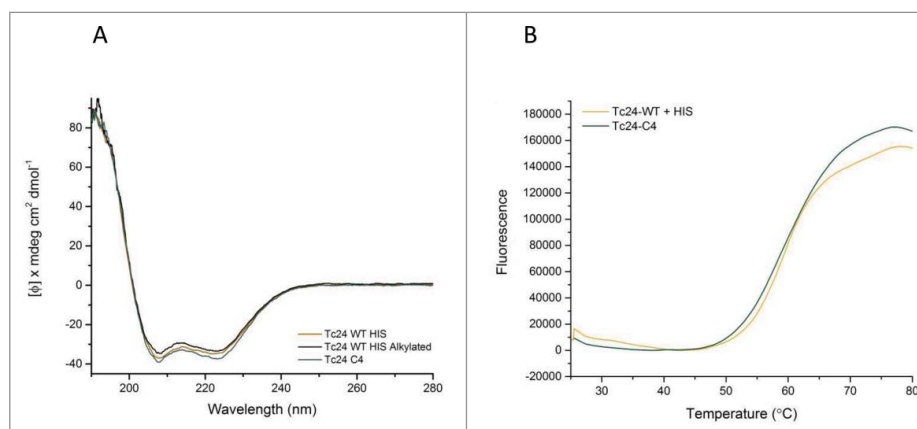 A
[ϕ] x mdeg cm² dmol⁻¹
80
60
40
20
0
-20
-40
200
220
240
260
280
Wavelength (nm)
Tc24 WT HIS
Tc24 WT HIS Alkylated
Tc24 C4
B
Fluorescence
180000
160000
140000
120000
100000
80000
60000
40000
20000
0
-20000
30
40
50
60
70
80
Temperature (°C)
Tc24-WT + HIS
Tc24-C4